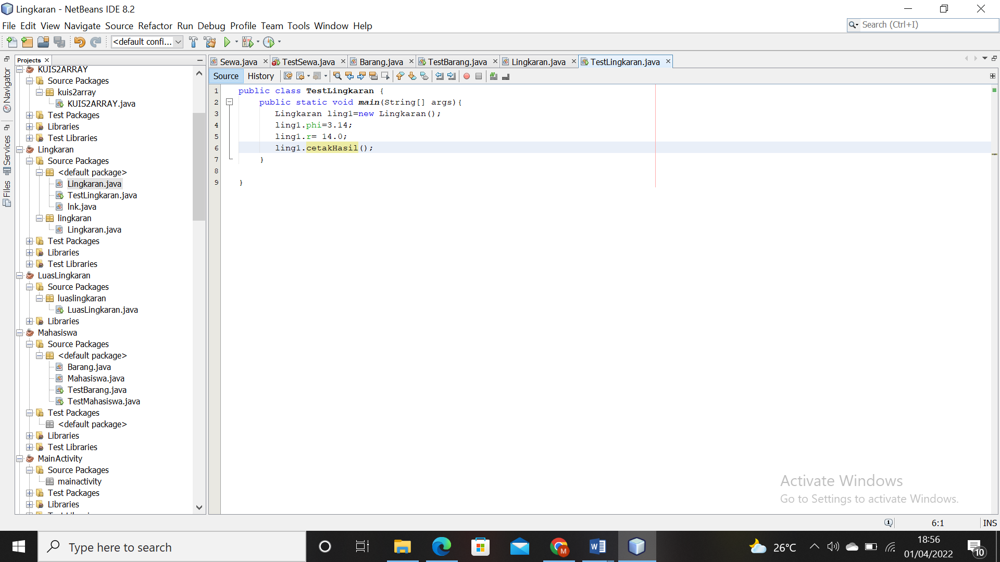 Lingkaran - NetBeans IDE 8.2
File Edit View Navigate Source Refactor Run Debug Profile Team Tools Window Help
Search (Ctrl+I)
<default confi...
Projects
Navigator
Services
Files
KUIS2ARRAY
Source Packages
kuis2array
KUIS2ARRAY.java
Test Packages
Libraries
Test Libraries
Lingkaran
Source Packages
<default package>
Lingkaran.java
TestLingkaran.java
lnk.java
lingkaran
Lingkaran.java
Test Packages
Libraries
Test Libraries
LuasLingkaran
Source Packages
luaslingkaran
LuasLingkaran.java
Libraries
Mahasiswa
Source Packages
<default package>
Barang.java
Mahasiswa.java
TestBarang.java
TestMahasiswa.java
Test Packages
<default package>
Libraries
Test Libraries
MainActivity
Source Packages
mainactivity
Test Packages
Libraries
Sewa.java TestSewa.java Barang.java TestBarang.java Lingkaran.java TestLingkaran.java
Source History
1 public class TestLingkaran {
2 public static void main(String[] args){
3 Lingkaran ling1=new Lingkaran();
4 ling1.phi=3.14;
5 ling1.r= 14.0;
6 ling1.cetakHasil();
7 }
8
9 }
Activate Windows
Go to Settings to activate Windows.
1
6:1 INS
Type here to search
M
W
26°C
18:56
01/04/2022
10